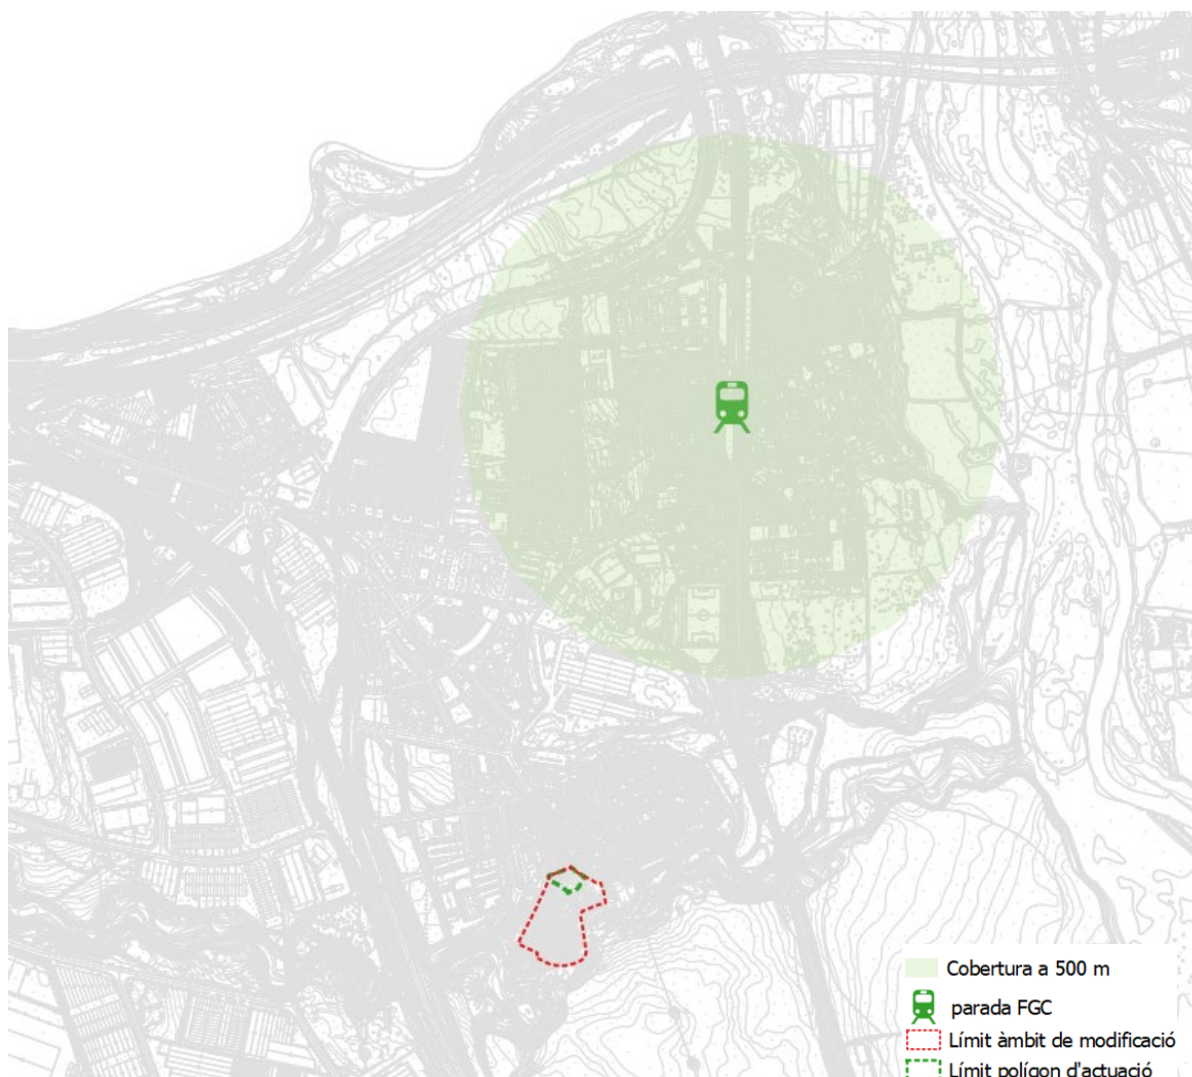 Cobertura a 500 m
parada FGC
Límit àmbit de modificació
Límit polígon d'actuació